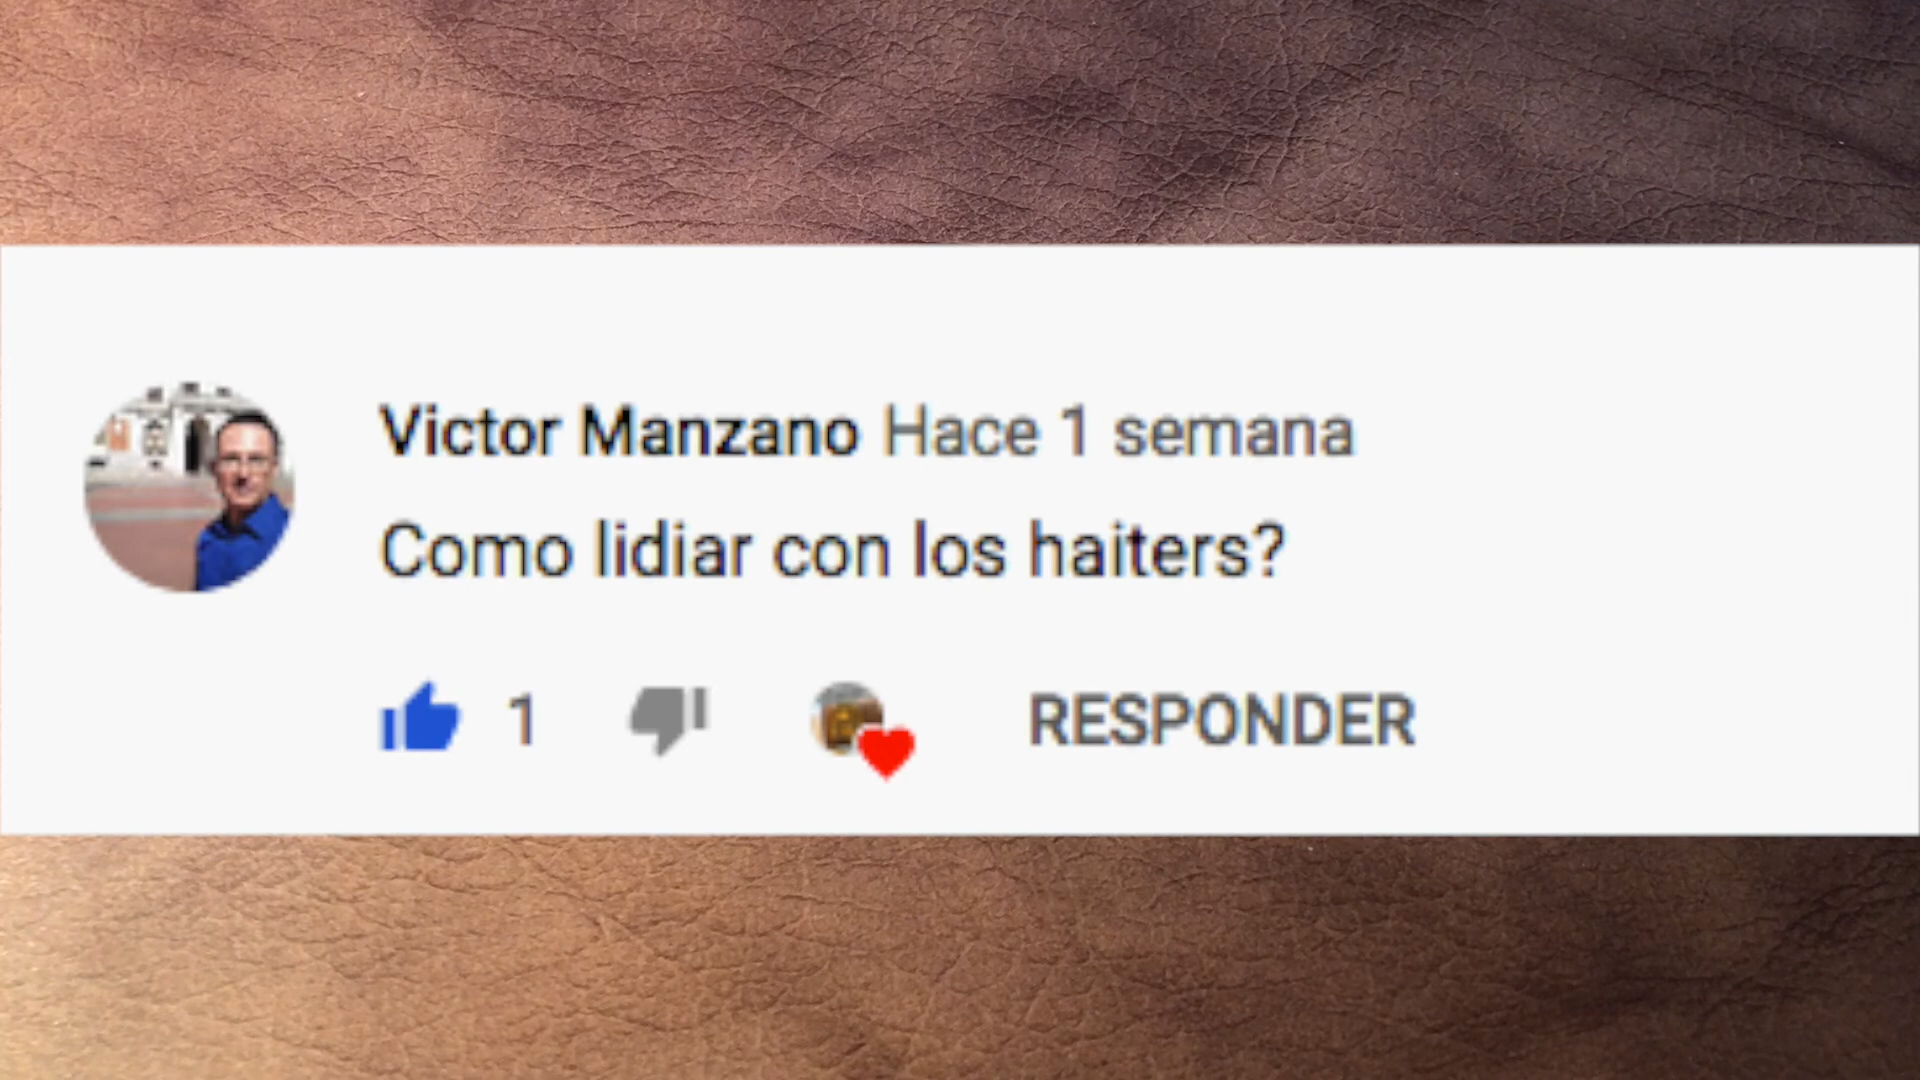 Victor Manzano Hace 1 semana
Como lidiar con los haiters?
1 RESPONDER